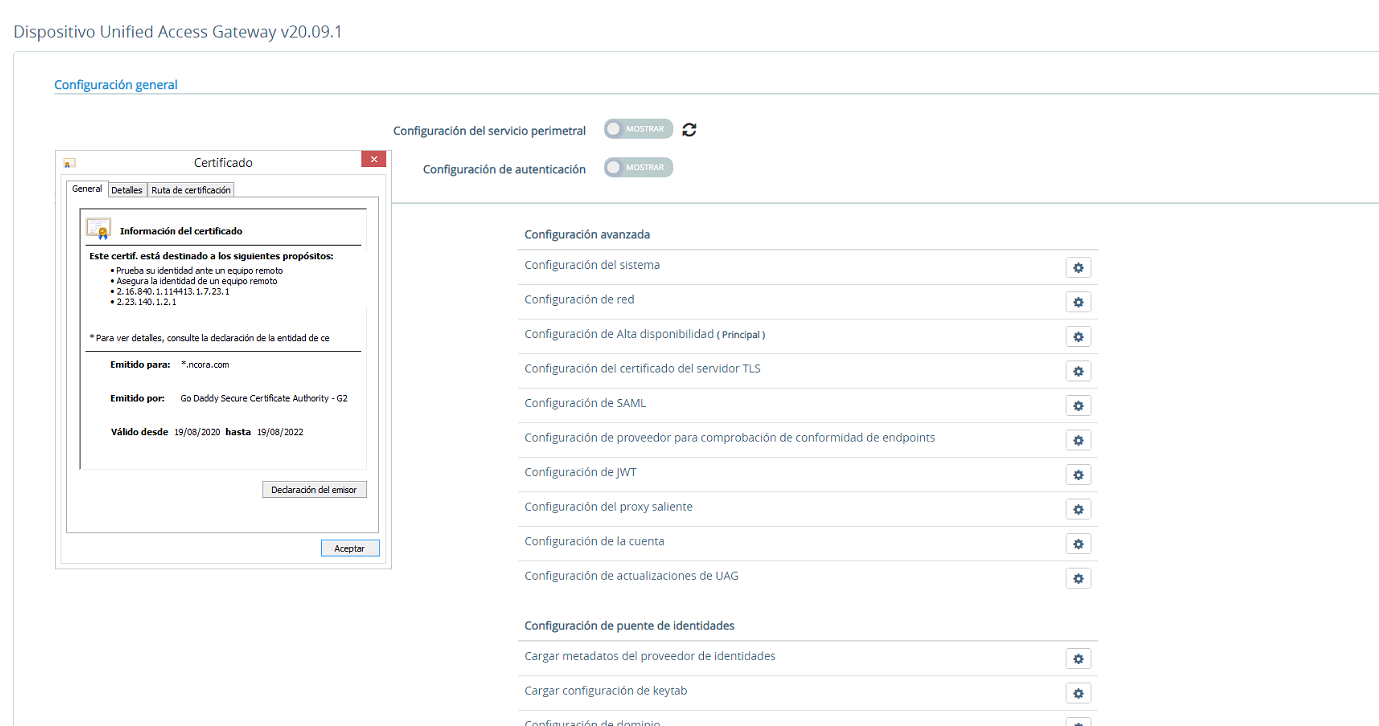 Dispositivo Unified Access Gateway v20.09.1
Configuración general
Configuración del servicio perimetral
MOSTRAR
Configuración de autenticación
MOSTRAR
Certificado
General
Detalles
Ruta de certificación
Información del certificado
Este certif. está destinado a los siguientes propósitos:
• Prueba su identidad ante un equipo remoto
• Asegura la identidad de un equipo remoto
• 2.16.840.1.114413.1.7.23.1
• 2.23.140.1.2.1
* Para ver detalles, consulte la declaración de la entidad de ce
Emitido para: *.ncora.com
Emitido por: Go Daddy Secure Certificate Authority - G2
Válido desde 19/08/2020 hasta 19/08/2022
Declaración del emisor
Aceptar
Configuración avanzada
Configuración del sistema
Configuración de red
Configuración de Alta disponibilidad ( Principal )
Configuración del certificado del servidor TLS
Configuración de SAML
Configuración de proveedor para comprobación de conformidad de endpoints
Configuración de JWT
Configuración del proxy saliente
Configuración de la cuenta
Configuración de actualizaciones de UAG
Configuración de puente de identidades
Cargar metadatos del proveedor de identidades
Cargar configuración de keytab
Configuración de dominio